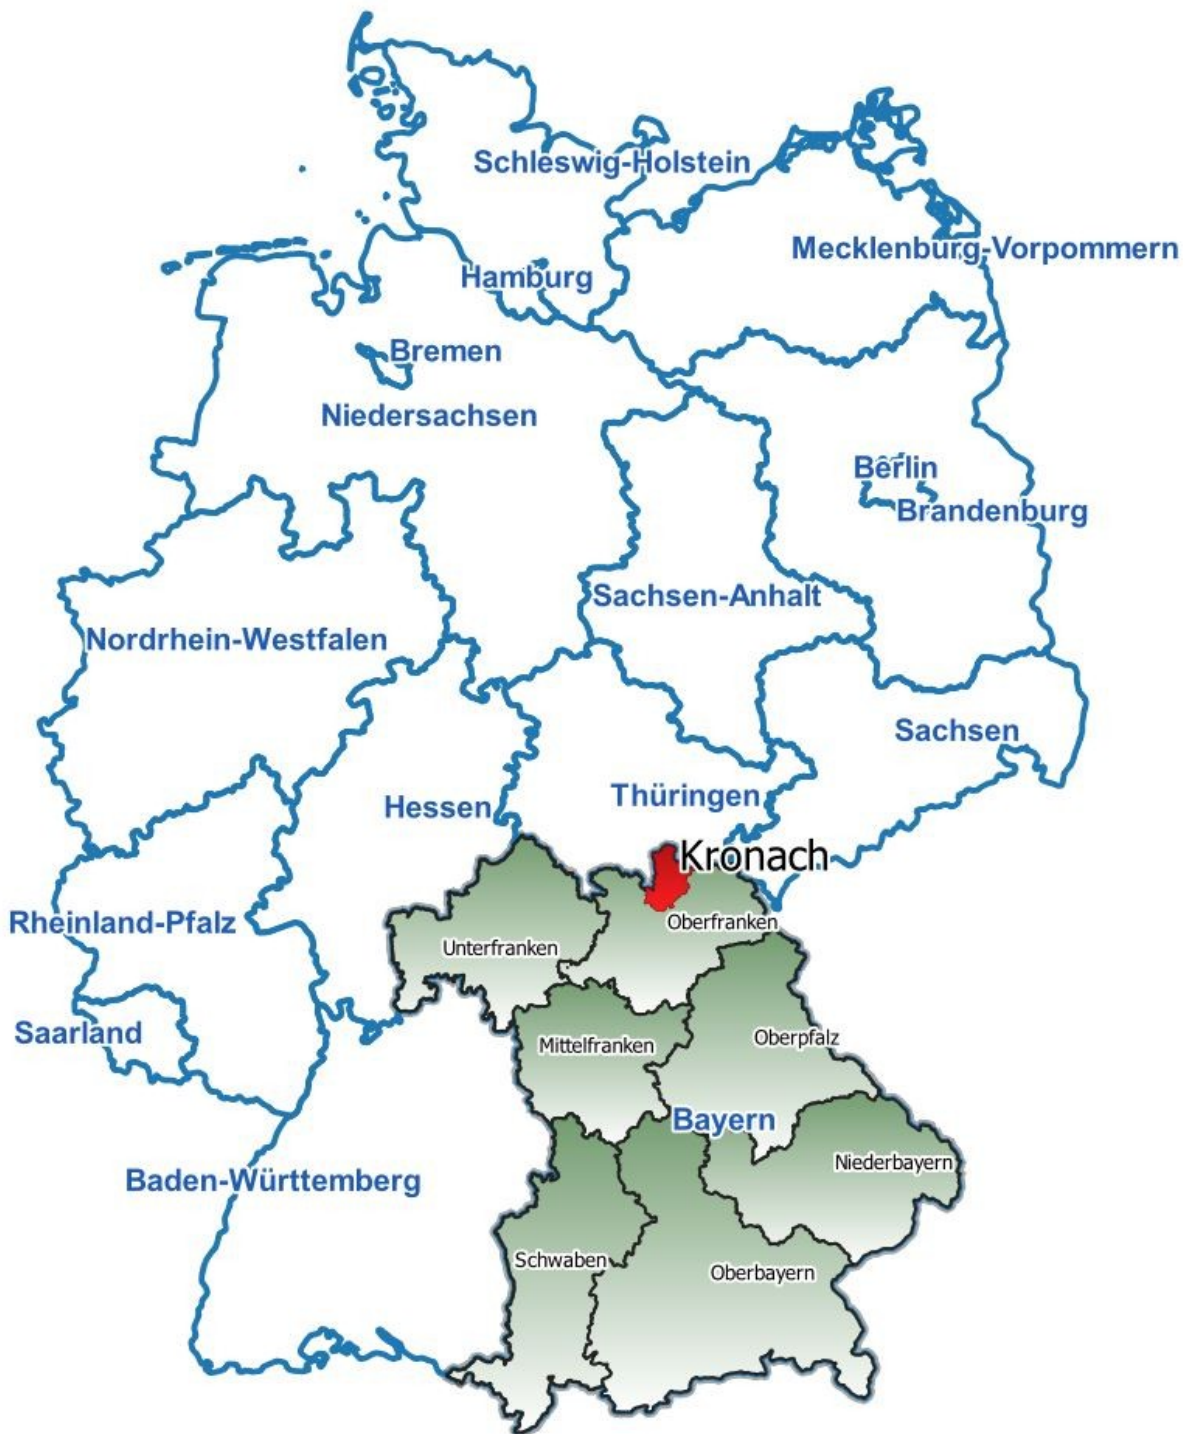 Schleswig-Holstein
Mecklenburg-Vorpommern
Hamburg
Bremen
Niedersachsen
Berlin
Brandenburg
Sachsen-Anhalt
Nordrhein-Westfalen
Sachsen
Thüringen
Hessen
Kronach
Rheinland-Pfalz
Oberfranken
Unterfranken
Saarland
Oberpfalz
Mittelfranken
Bayern
Niederbayern
Baden-Württemberg
Schwaben
Oberbayern